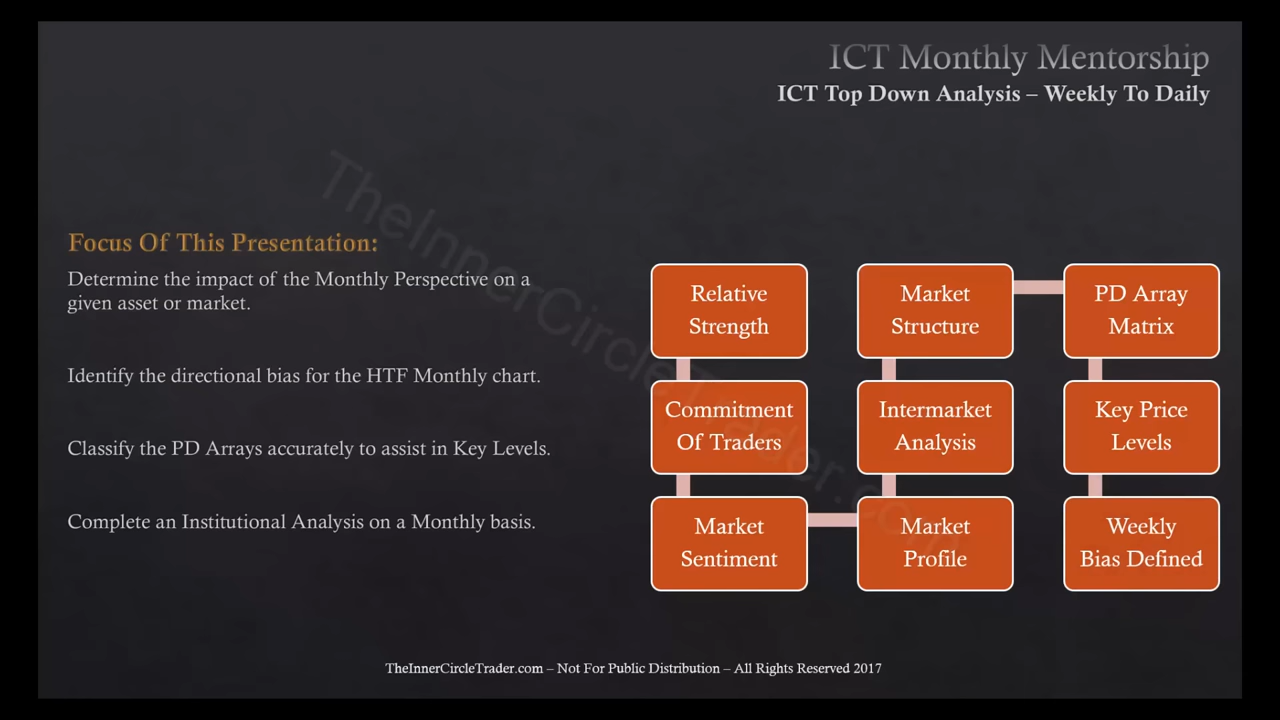 ICT Monthly Mentorship
ICT Top Down Analysis – Weekly To Daily
Focus Of This Presentation:
Determine the impact of the Monthly Perspective on a
given asset or market.
Identify the directional bias for the HTF Monthly chart.
Classify the PD Arrays accurately to assist in Key Levels.
Complete an Institutional Analysis on a Monthly basis.
Relative
Strength
Commitment
Of Traders
Market
Sentiment
Market
Profile
Intermarket
Analysis
Market
Structure
PD Array
Matrix
Key Price
Levels
Weekly
Bias Defined
TheInnerCircleTrader.com
TheInnerCircleTrader.com – Not For Public Distribution – All Rights Reserved 2017